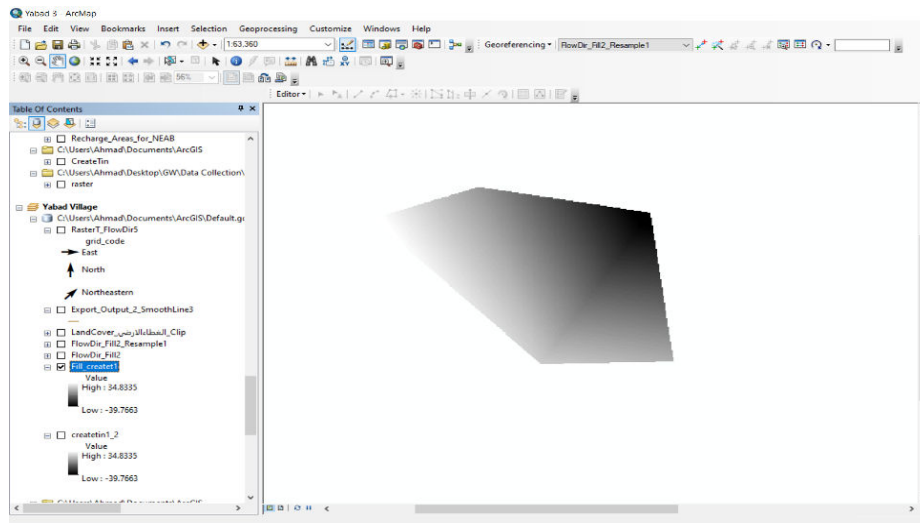 Yabad 3 - ArcMap
File Edit View Bookmarks Insert Selection Geoprocessing Customize Windows Help
1:63,360
Georeferencing
FlowDir_Fill2_Resample1
56%
Editor
Table Of Contents
Recharge_Areas_for_NEAB
C:\Users\Ahmad\Documents\ArcGIS
CreateTin
C:\Users\Ahmad\Desktop\GW\Data Collection\
raster
Yabad Village
C:\Users\Ahmad\Documents\ArcGIS\Default.ge
RasterT_FlowDir5
grid_code
East
North
Northeastern
Export_Output_2_SmoothLine3
LandCover_الغطاءالارضي_Clip
FlowDir_Fill2_Resample1
FlowDir_Fill2
Fill_createt1
Value
High : 34.8335
Low : -39.7663
createtin1_2
Value
High : 34.8335
Low : -39.7663